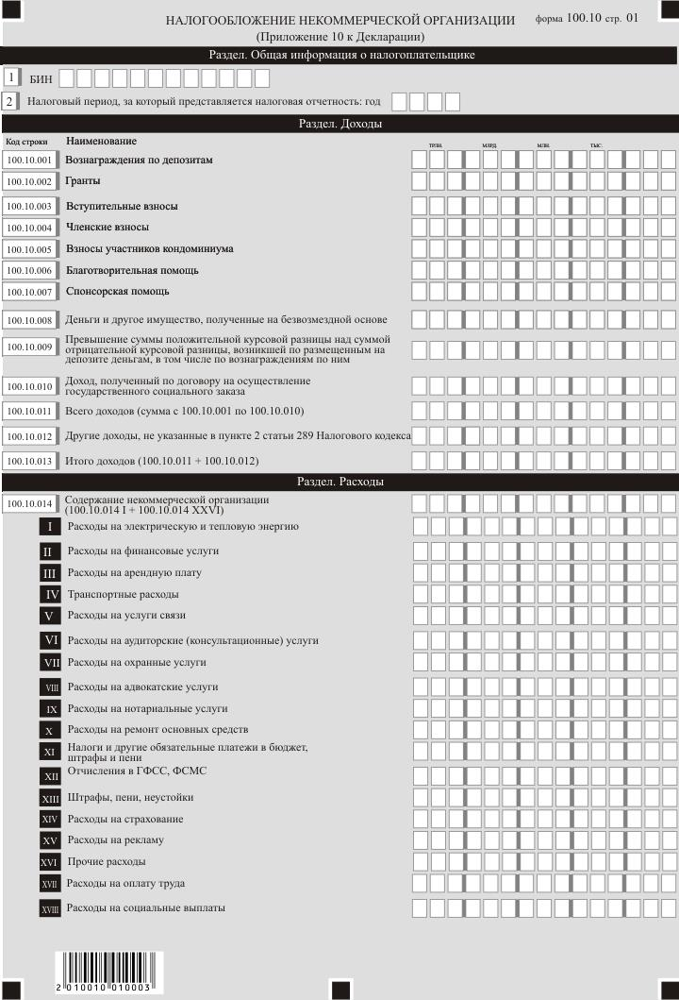 НАЛОГООБЛОЖЕНИЕ НЕКОММЕРЧЕСКОЙ ОРГАНИЗАЦИИ форма 100.10 стр. 01
(Приложение 10 к Декларации)
Раздел. Общая информация о налогоплательщике
1 БИН
2 Налоговый период, за который представляется налоговая отчетность: год
Раздел. Доходы
Код строки Наименование
трлн. млрд. млн. тыс.
100.10.001 Вознаграждения по депозитам
100.10.002 Гранты
100.10.003 Вступительные взносы
100.10.004 Членские взносы
100.10.005 Взносы участников кондоминиума
100.10.006 Благотворительная помощь
100.10.007 Спонсорская помощь
100.10.008 Деньги и другое имущество, полученные на безвозмездной основе
100.10.009 Превышение суммы положительной курсовой разницы над суммой
отрицательной курсовой разницы, возникшей по размещенным на
депозите деньгам, в том числе по вознаграждениям по ним
100.10.010 Доход, полученный по договору на осуществление
государственного социального заказа
100.10.011 Всего доходов (сумма с 100.10.001 по 100.10.010)
100.10.012 Другие доходы, не указанные в пункте 2 статьи 289 Налогового кодекса
100.10.013 Итого доходов (100.10.011 + 100.10.012)
Раздел. Расходы
100.10.014 Содержание некоммерческой организации
(100.10.014 I + 100.10.014 XXVI)
I Расходы на электрическую и тепловую энергию
II Расходы на финансовые услуги
III Расходы на арендную плату
IV Транспортные расходы
V Расходы на услуги связи
VI Расходы на аудиторские (консультационные) услуги
VII Расходы на охранные услуги
VIII Расходы на адвокатские услуги
IX Расходы на нотариальные услуги
X Расходы на ремонт основных средств
XI Налоги и другие обязательные платежи в бюджет,
штрафы и пени
XII Отчисления в ГФСС, ФСМС
XIII Штрафы, пени, неустойки
XIV Расходы на страхование
XV Расходы на рекламу
XVI Прочие расходы
XVII Расходы на оплату труда
XVIII Расходы на социальные выплаты
2 010010 010003